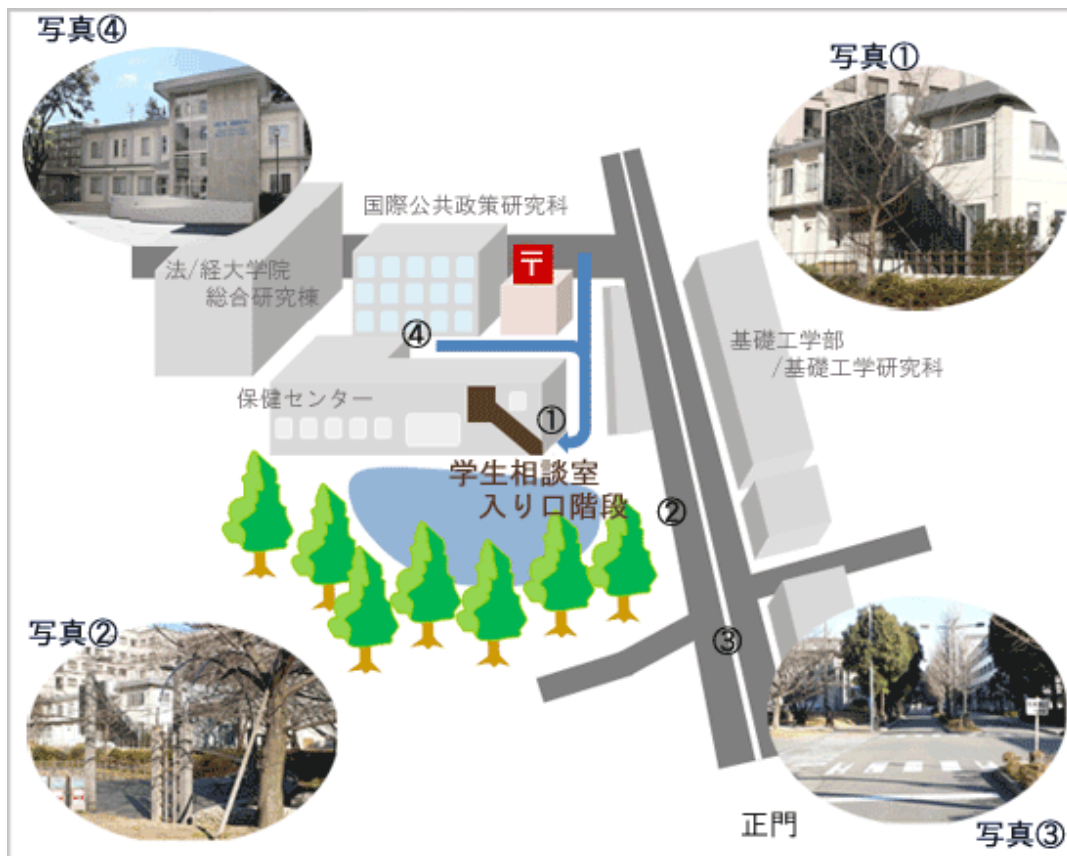 写真④
写真①
国際公共政策研究科
〒
法/経大学院
総合研究棟
④
基礎工学部
/基礎工学研究科
保健センター
①
学生相談室
入り口階段
②
写真②
③
正門
写真③